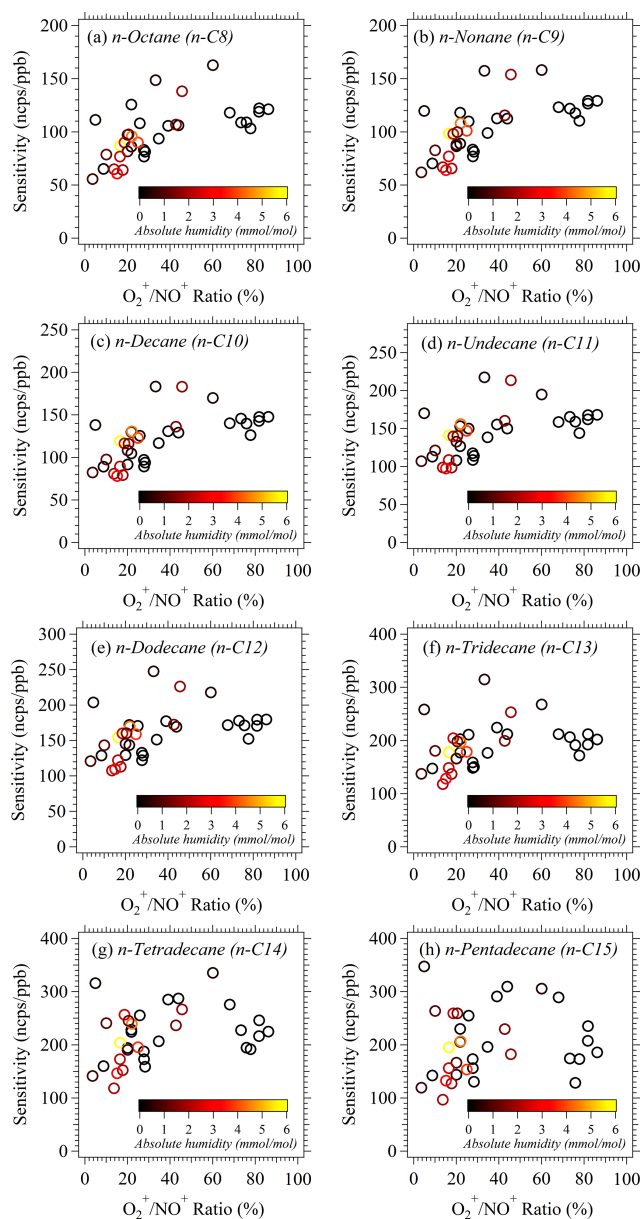 (a) n-Octane (n-C8)
Sensitivity (ncps/ppb)
200
150
100
50
0
0 1 2 3 4 5 6
Absolute humidity (mmol/mol)
0 20 40 60 80 100
O2+/NO+ Ratio (%)
(b) n-Nonane (n-C9)
Sensitivity (ncps/ppb)
200
150
100
50
0
0 1 2 3 4 5 6
Absolute humidity (mmol/mol)
0 20 40 60 80 100
O2+/NO+ Ratio (%)
(c) n-Decane (n-C10)
Sensitivity (ncps/ppb)
250
200
150
100
50
0
0 1 2 3 4 5 6
Absolute humidity (mmol/mol)
0 20 40 60 80 100
O2+/NO+ Ratio (%)
(d) n-Undecane (n-C11)
Sensitivity (ncps/ppb)
250
200
150
100
50
0
0 1 2 3 4 5 6
Absolute humidity (mmol/mol)
0 20 40 60 80 100
O2+/NO+ Ratio (%)
(e) n-Dodecane (n-C12)
Sensitivity (ncps/ppb)
300
250
200
150
100
50
0
0 1 2 3 4 5 6
Absolute humidity (mmol/mol)
0 20 40 60 80 100
O2+/NO+ Ratio (%)
(f) n-Tridecane (n-C13)
Sensitivity (ncps/ppb)
400
300
200
100
0
0 1 2 3 4 5 6
Absolute humidity (mmol/mol)
0 20 40 60 80 100
O2+/NO+ Ratio (%)
(g) n-Tetradecane (n-C14)
Sensitivity (ncps/ppb)
400
300
200
100
0
0 1 2 3 4 5 6
Absolute humidity (mmol/mol)
0 20 40 60 80 100
O2+/NO+ Ratio (%)
(h) n-Pentadecane (n-C15)
Sensitivity (ncps/ppb)
400
300
200
100
0
0 1 2 3 4 5 6
Absolute humidity (mmol/mol)
0 20 40 60 80 100
O2+/NO+ Ratio (%)